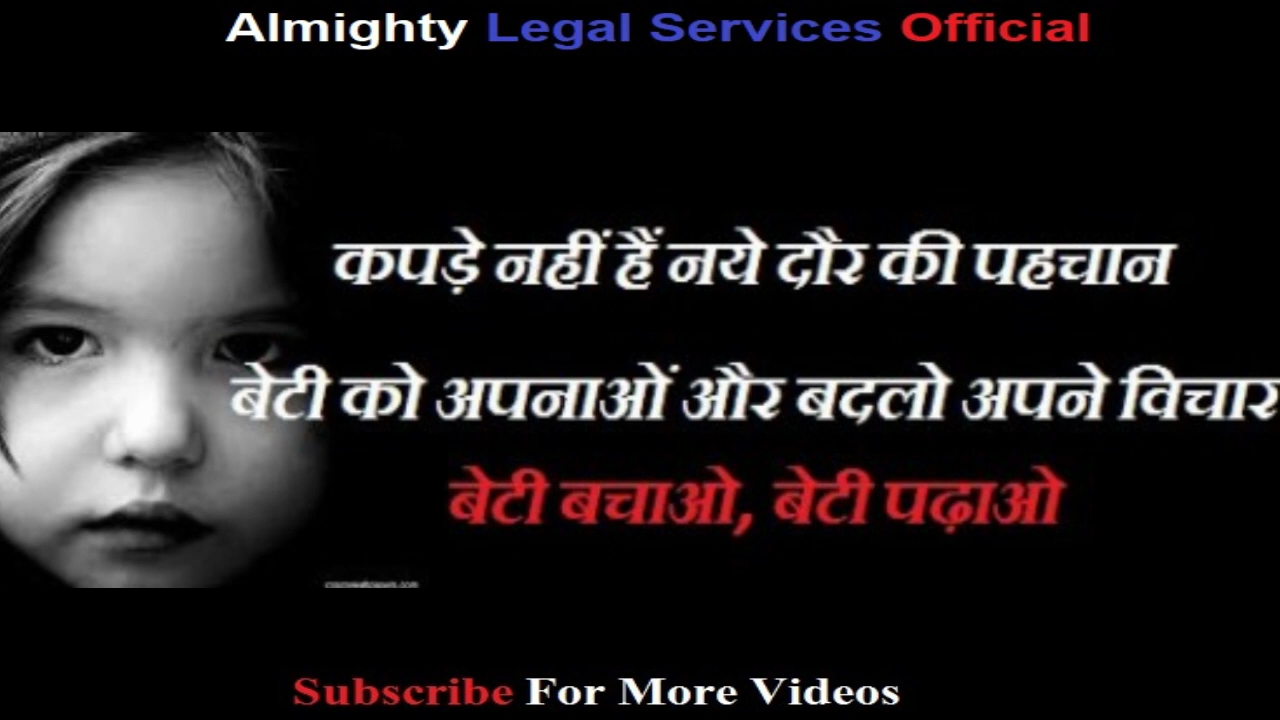 Almighty Legal Services Official
कपड़े नहीं हैं नये दौर की पहचान
बेटी को अपनाओं और बदलो अपने विचार
बेटी बचाओ, बेटी पढ़ाओ
Subscribe For More Videos